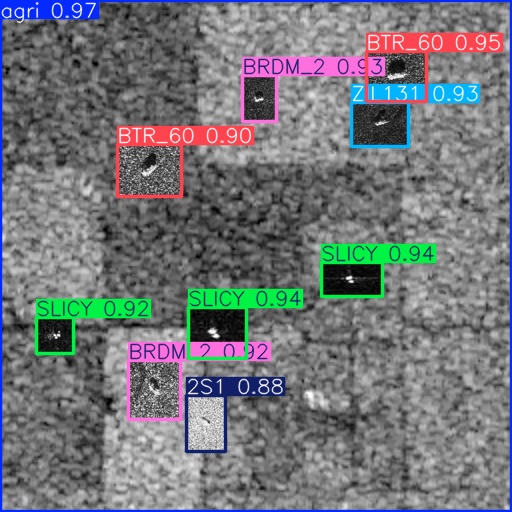 agri 0.97
BTR_60 0.95
BRDM_2 0.93
0.93
BTR_60 0.90
SLICY 0.94
SLICY 0.94
SLICY 0.92
BRDM_2 0.92
2S1 0.88